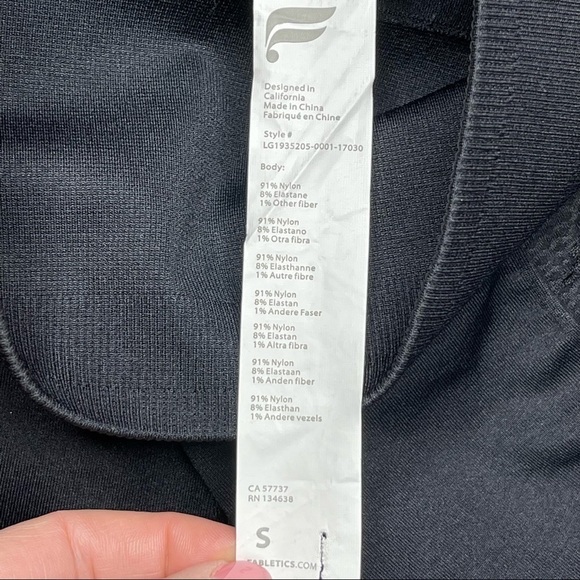 Designed in
California
Made in China
Fabriqué en Chine
Style #
LG1935205-0001-17030
Body:
91% Nylon
8% Elastane
1% Other fiber
91% Nylon
8% Elastano
1% Otra fibra
91% Nylon
8% Elasthanne
1% Autre fibre
91% Nylon
8% Elastan
1% Andere Faser
91% Nylon
8% Elastan
1% Altra fibra
91% Nylon
8% Elastaan
1% Anden fiber
91% Nylon
8% Elasthan
1% Andere vezels
CA 57737
RN 134638
S
FABLETICS.COM